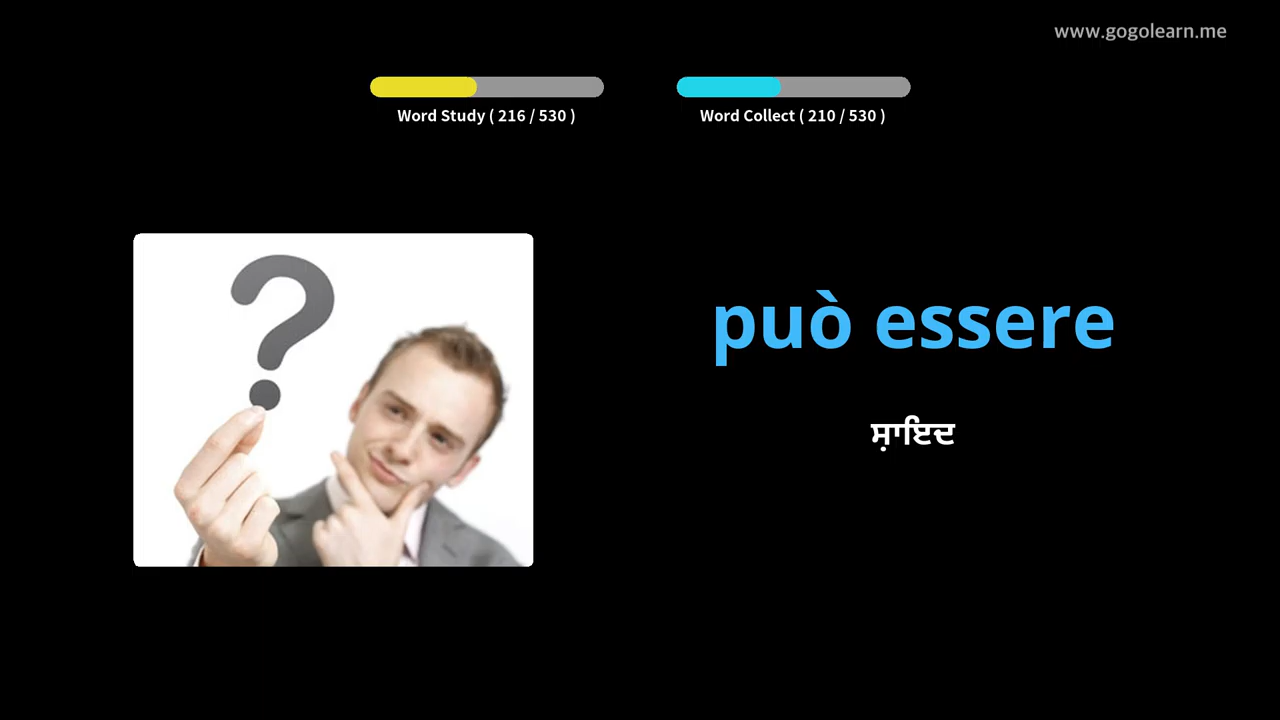 www.gogolearn.me
Word Study ( 216 / 530 )
Word Collect ( 210 / 530 )
può essere
ਸ਼ਾਇਦ